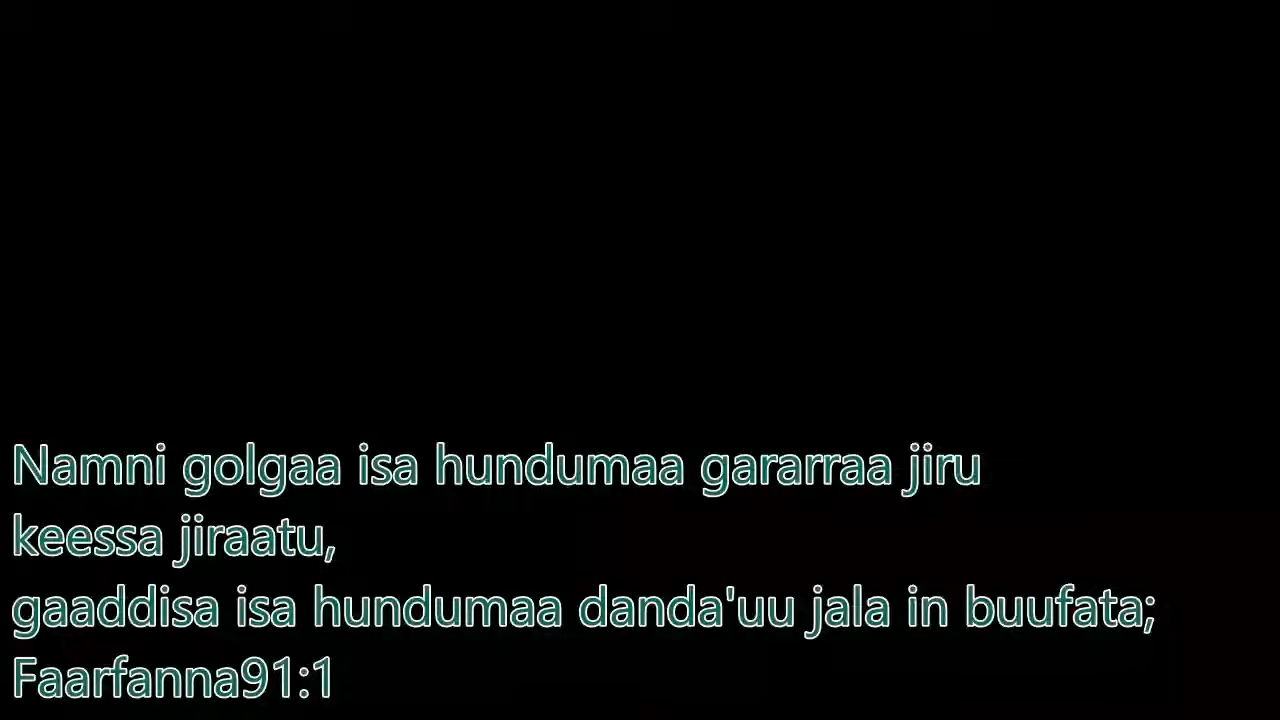 Namni golgaa isa hundumaa gararraa jiru
keessa jiraatu,
gaaddisa isa hundumaa danda'uu jala in buufata;
Faarfanna91:1